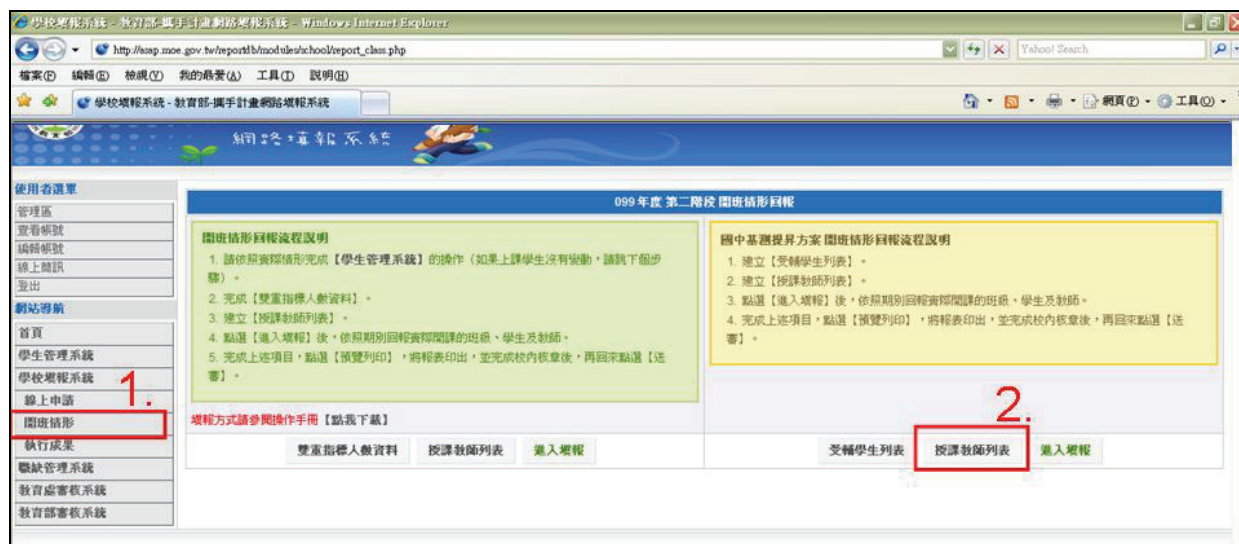 學校填報系統 - 教育部-攜手計畫網路填報系統 - Windows Internet Explorer
http://asap.moe.gov.tw/reportdb/modules/school/report_class.php
Yahoo! Search
檔案(F) 編輯(E) 檢視(V) 我的最愛(A) 工具(T) 說明(H)
學校填報系統 - 教育部-攜手計畫網路填報系統
網頁(P) 工具(O)
網路填報系統
使用者選單
管理區
查看帳號
編輯帳號
線上簡訊
登出
網站導航
首頁
學生管理系統
學校填報系統
線上申請
1.
開班情形
執行成果
職缺管理系統
教育處審核系統
教育部審核系統
099 年度 第二階段 開班情形回報
開班情形回報流程說明
1. 請依照實際情形完成【學生管理系統】的操作（如果上課學生沒有變動，請跳下個步
驟）。
2. 完成【雙重指標人數資料】。
3. 建立【授課教師列表】。
4. 點選【進入填報】後，依照期別回報實際開課的班級、學生及教師。
5. 完成上述項目，點選【預覽列印】，將報表印出，並完成校內核章後，再回來點選【送
審】。
填報方式請參閱操作手冊【點我下載】
雙重指標人數資料 授課教師列表 進入填報
國中基測提昇方案 開班情形回報流程說明
1. 建立【受輔學生列表】。
2. 建立【授課教師列表】。
3. 點選【進入填報】後，依照期別回報實際開課的班級、學生及教師。
4. 完成上述項目，點選【預覽列印】，將報表印出，並完成校內核章後，再回來點選【送
審】。
2.
受輔學生列表 授課教師列表 進入填報